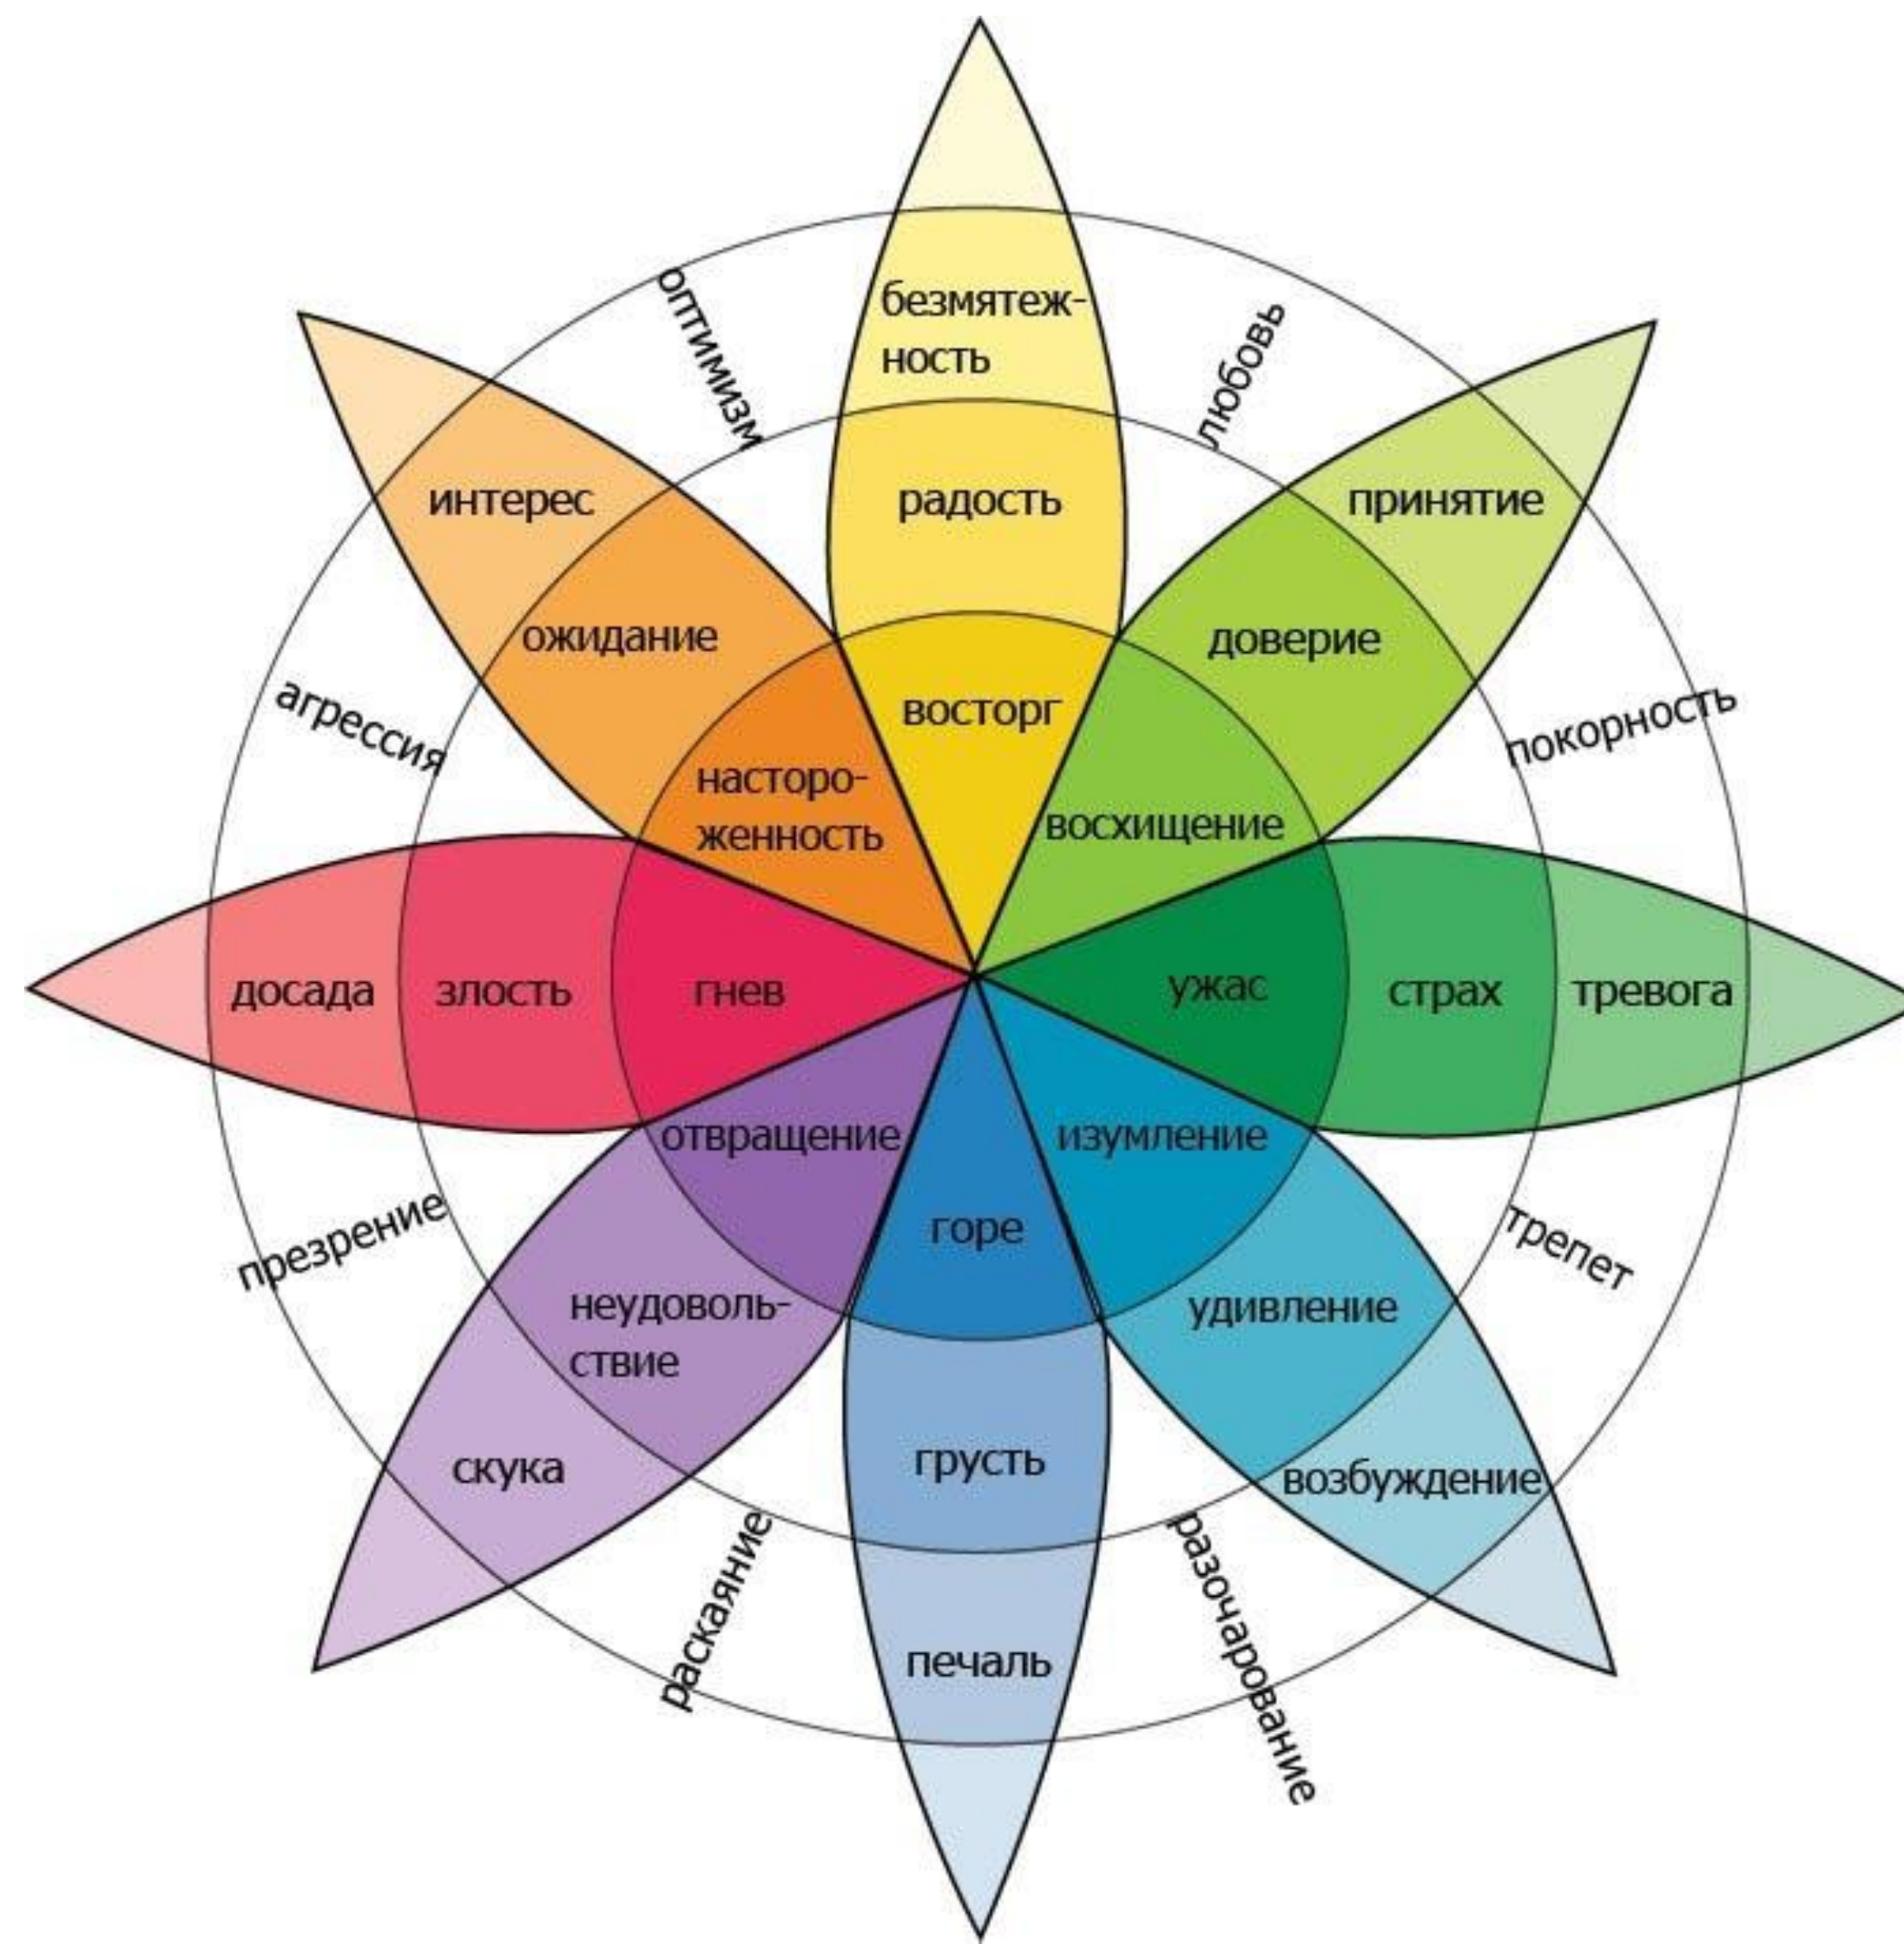 оптимизм
безмятеж-
ность
любовь
интерес
радость
принятие
ожидание
доверие
агрессия
восторг
покорность
насторо-
женность
восхищение
досада
злость
гнев
ужас
страх
тревога
отвращение
изумление
презрение
горе
трепет
неудоволь-
ствие
удивление
скука
грусть
возбуждение
раскаяние
печаль
разочарование